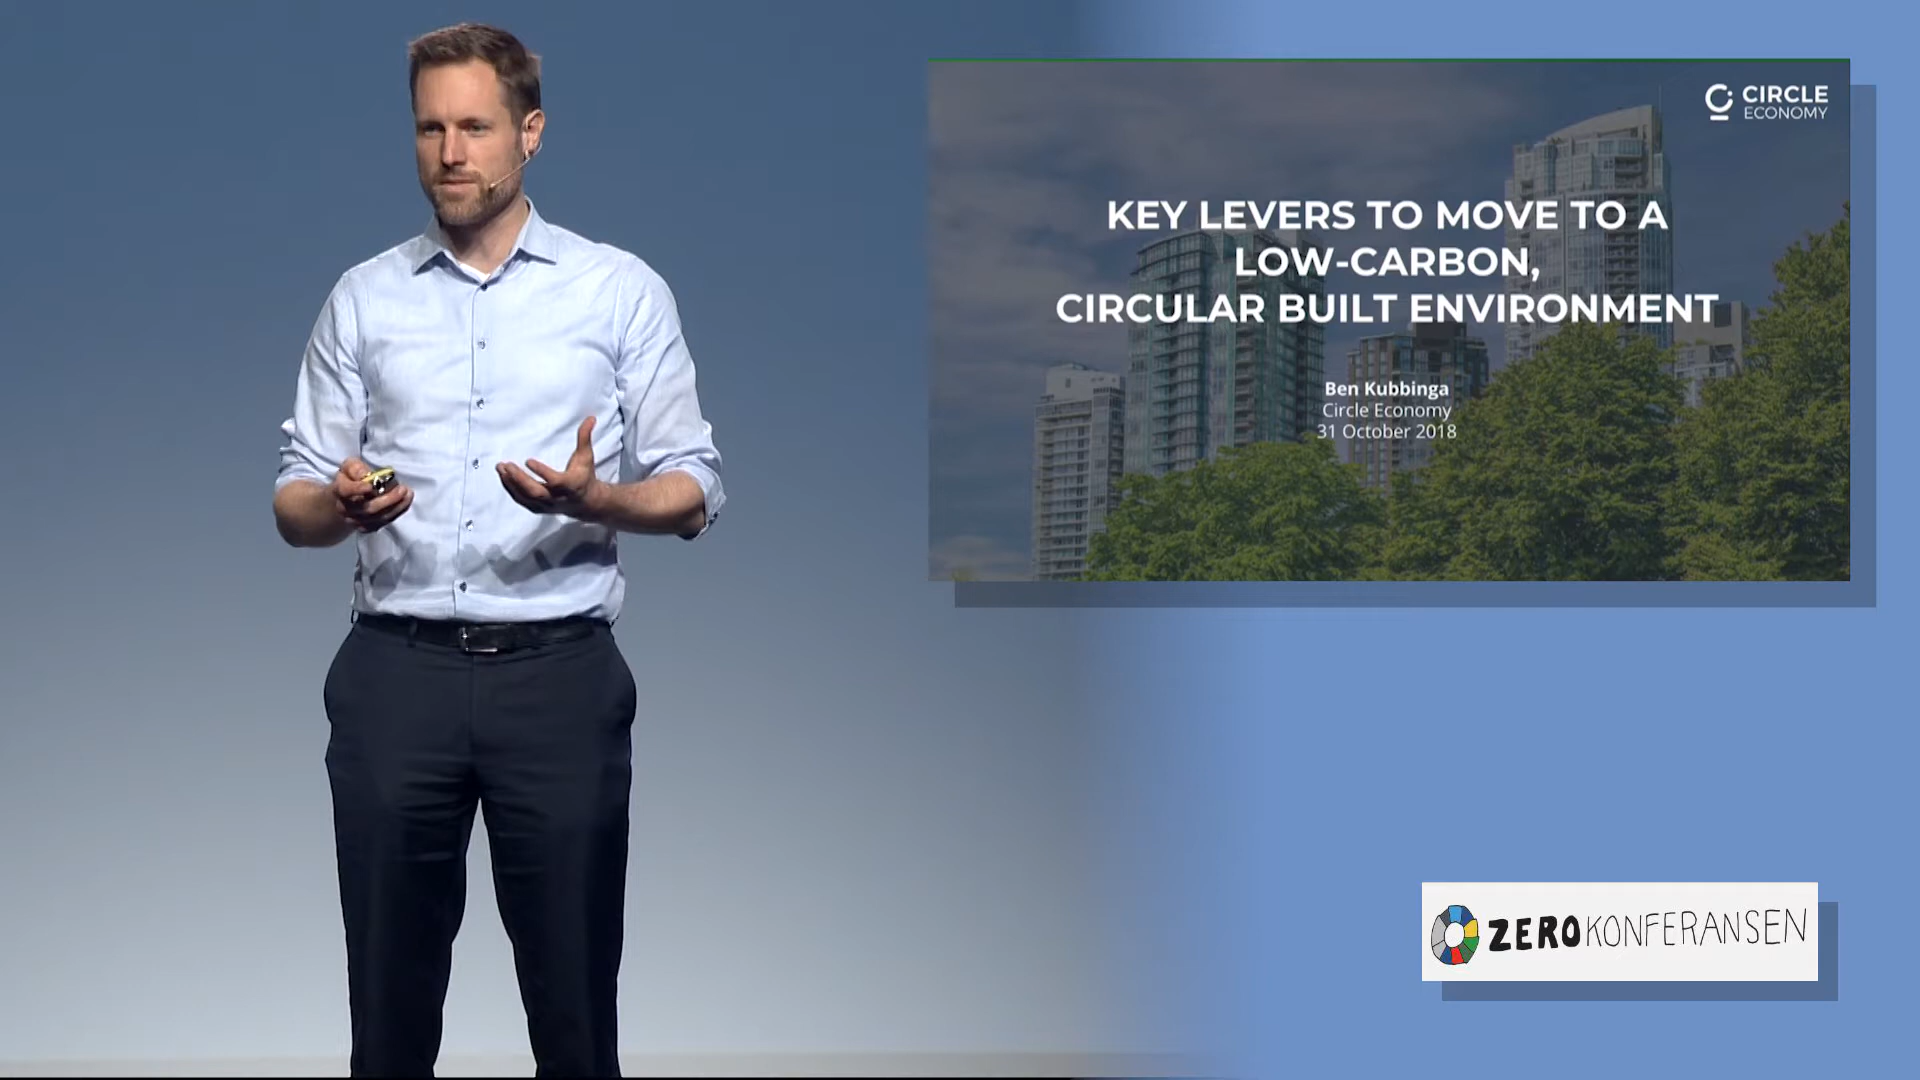 CIRCLE
ECONOMY
KEY LEVERS TO MOVE TO A
LOW-CARBON,
CIRCULAR BUILT ENVIRONMENT
Ben Kubbinga
Circle Economy
31 October 2018
ZEROKONFERANSEN